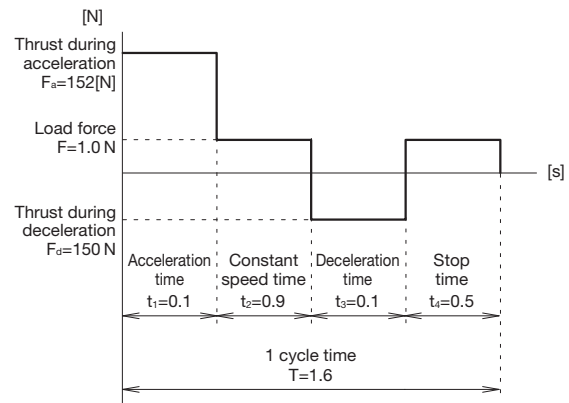 [N]
Thrust during
acceleration
Fₐ=152[N]
Load force
F=1.0 N
[s]
Thrust during
deceleration
Fd=150 N
Acceleration
time
t₁=0.1
Constant
speed time
t₂=0.9
Deceleration
time
t₃=0.1
Stop
time
t₄=0.5
1 cycle time
T=1.6